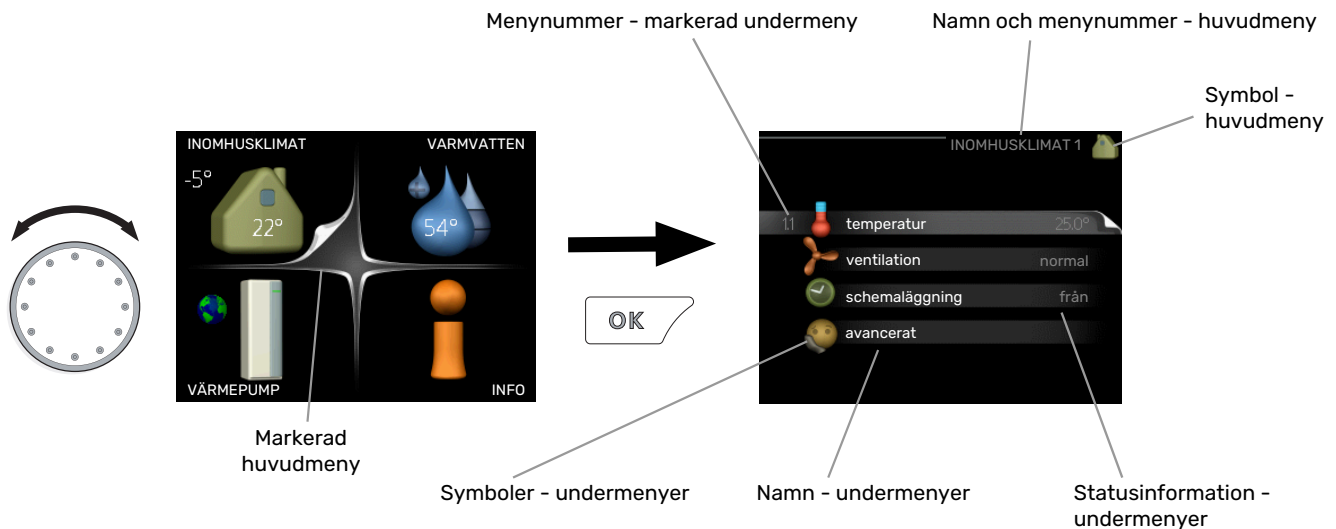 Menynummer - markerad undermeny
Namn och menynummer - huvudmeny
Symbol -
huvudmeny
INOMHUSKLIMAT
VARMVATTEN
-5°
22°
54°
VÄRMEPUMP
INFO
Markerad
huvudmeny
OK
INOMHUSKLIMAT 1
1.1 temperatur 25.0°
ventilation normal
schemaläggning från
avancerat
Symboler - undermenyer
Namn - undermenyer
Statusinformation -
undermenyer